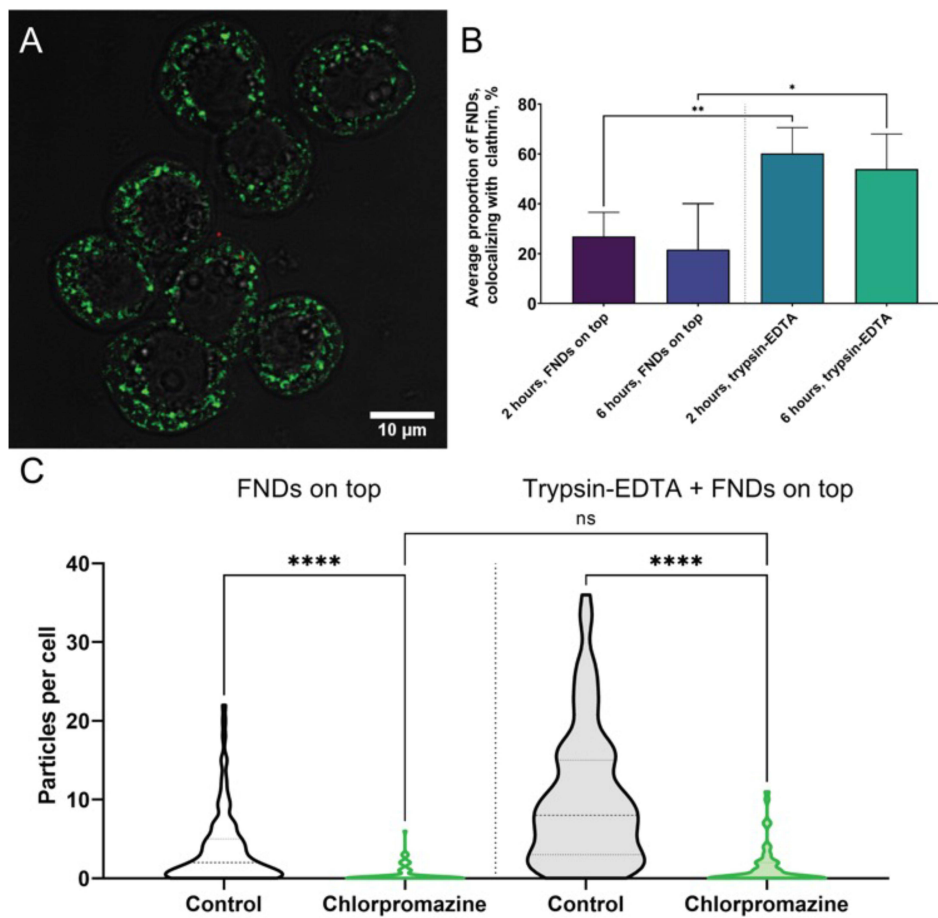 A
10 µm
B
Average proportion of FNDs,
colocalizing with clathrin, %
80
60
40
20
0
**
*
2 hours, FNDs on top
6 hours, FNDs on top
2 hours, trypsin-EDTA
6 hours, trypsin-EDTA
C
FNDs on top
Trypsin-EDTA + FNDs on top
ns
****
****
Particles per cell
40
30
20
10
0
Control
Chlorpromazine
Control
Chlorpromazine